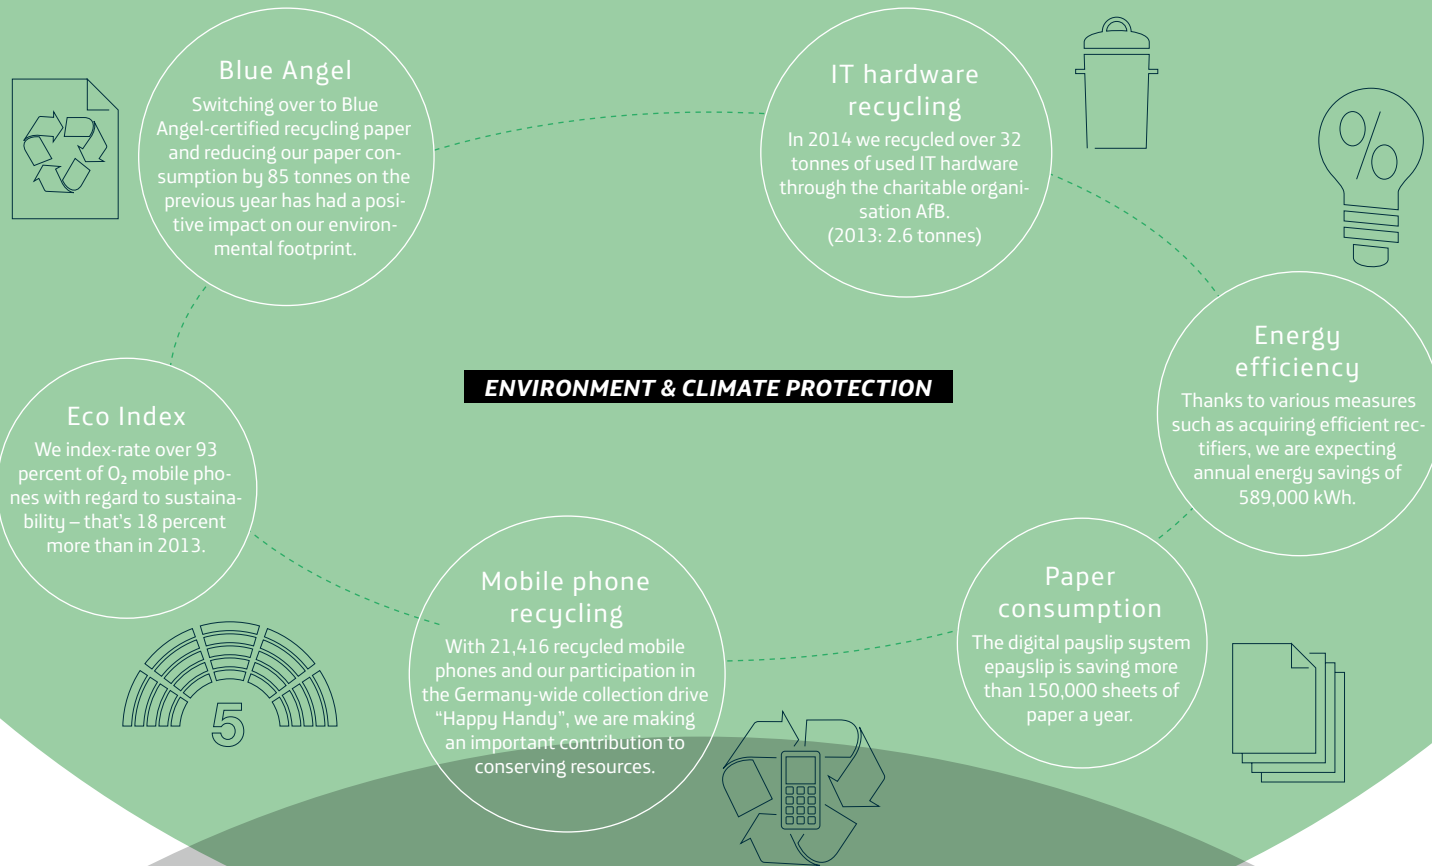 Blue Angel
Switching over to Blue
Angel-certified recycling paper
and reducing our paper con-
sumption by 85 tonnes on the
previous year has had a posi-
tive impact on our environ-
mental footprint.
IT hardware
recycling
In 2014 we recycled over 32
tonnes of used IT hardware
through the charitable organi-
sation AfB.
(2013: 2.6 tonnes)
%
Energy
efficiency
Thanks to various measures
such as acquiring efficient rec-
tifiers, we are expecting
annual energy savings of
589,000 kWh.
ENVIRONMENT & CLIMATE PROTECTION
Eco Index
We index-rate over 93
percent of O₂ mobile pho-
nes with regard to sustaina-
bility – that's 18 percent
more than in 2013.
5
Mobile phone
recycling
With 21,416 recycled mobile
phones and our participation in
the Germany-wide collection drive
“Happy Handy”, we are making
an important contribution to
conserving resources.
Paper
consumption
The digital payslip system
epayslip is saving more
than 150,000 sheets of
paper a year.